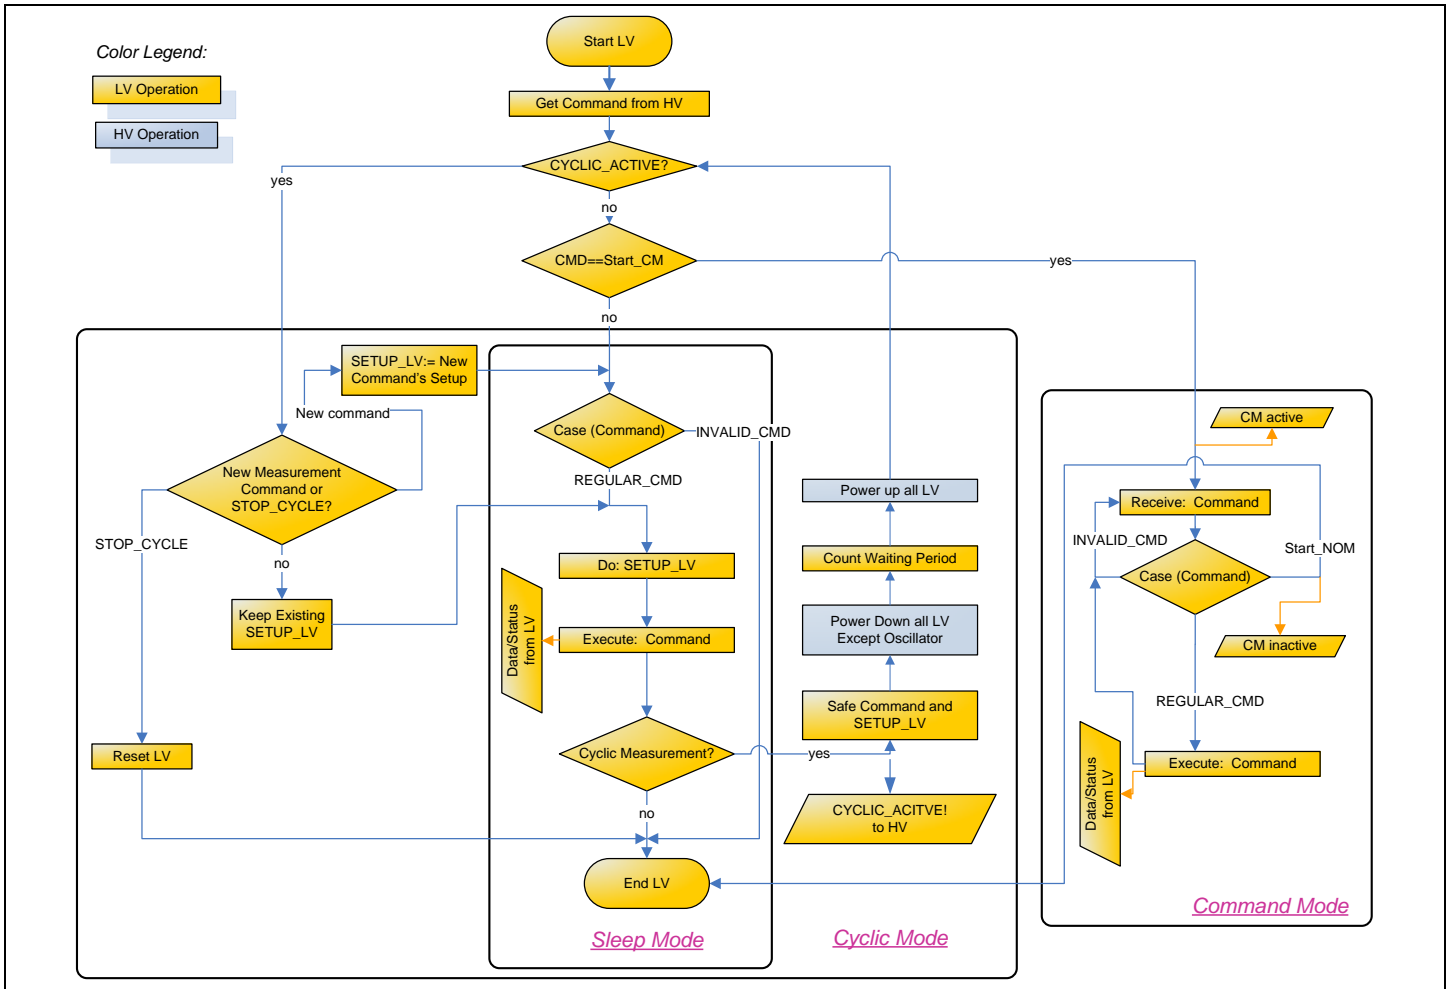 Color Legend:
LV Operation
HV Operation
Start LV
Get Command from HV
CYCLIC_ACTIVE?
yes
no
CMD==Start_CM
yes
no
SETUP_LV:= New
Command's Setup
New command
New Measurement
Command or
STOP_CYCLE?
STOP_CYCLE
no
Keep Existing
SETUP_LV
Reset LV
Case (Command)
INVALID_CMD
REGULAR_CMD
Do: SETUP_LV
Execute: Command
Data/Status
from LV
Cyclic Measurement?
yes
no
End LV
Sleep Mode
Power up all LV
Count Waiting Period
Power Down all LV
Except Oscillator
Safe Command and
SETUP_LV
CYCLIC_ACITVE!
to HV
Cyclic Mode
CM active
Receive: Command
INVALID_CMD
Start_NOM
Case (Command)
CM inactive
REGULAR_CMD
Execute: Command
Data/Status
from LV
Command Mode